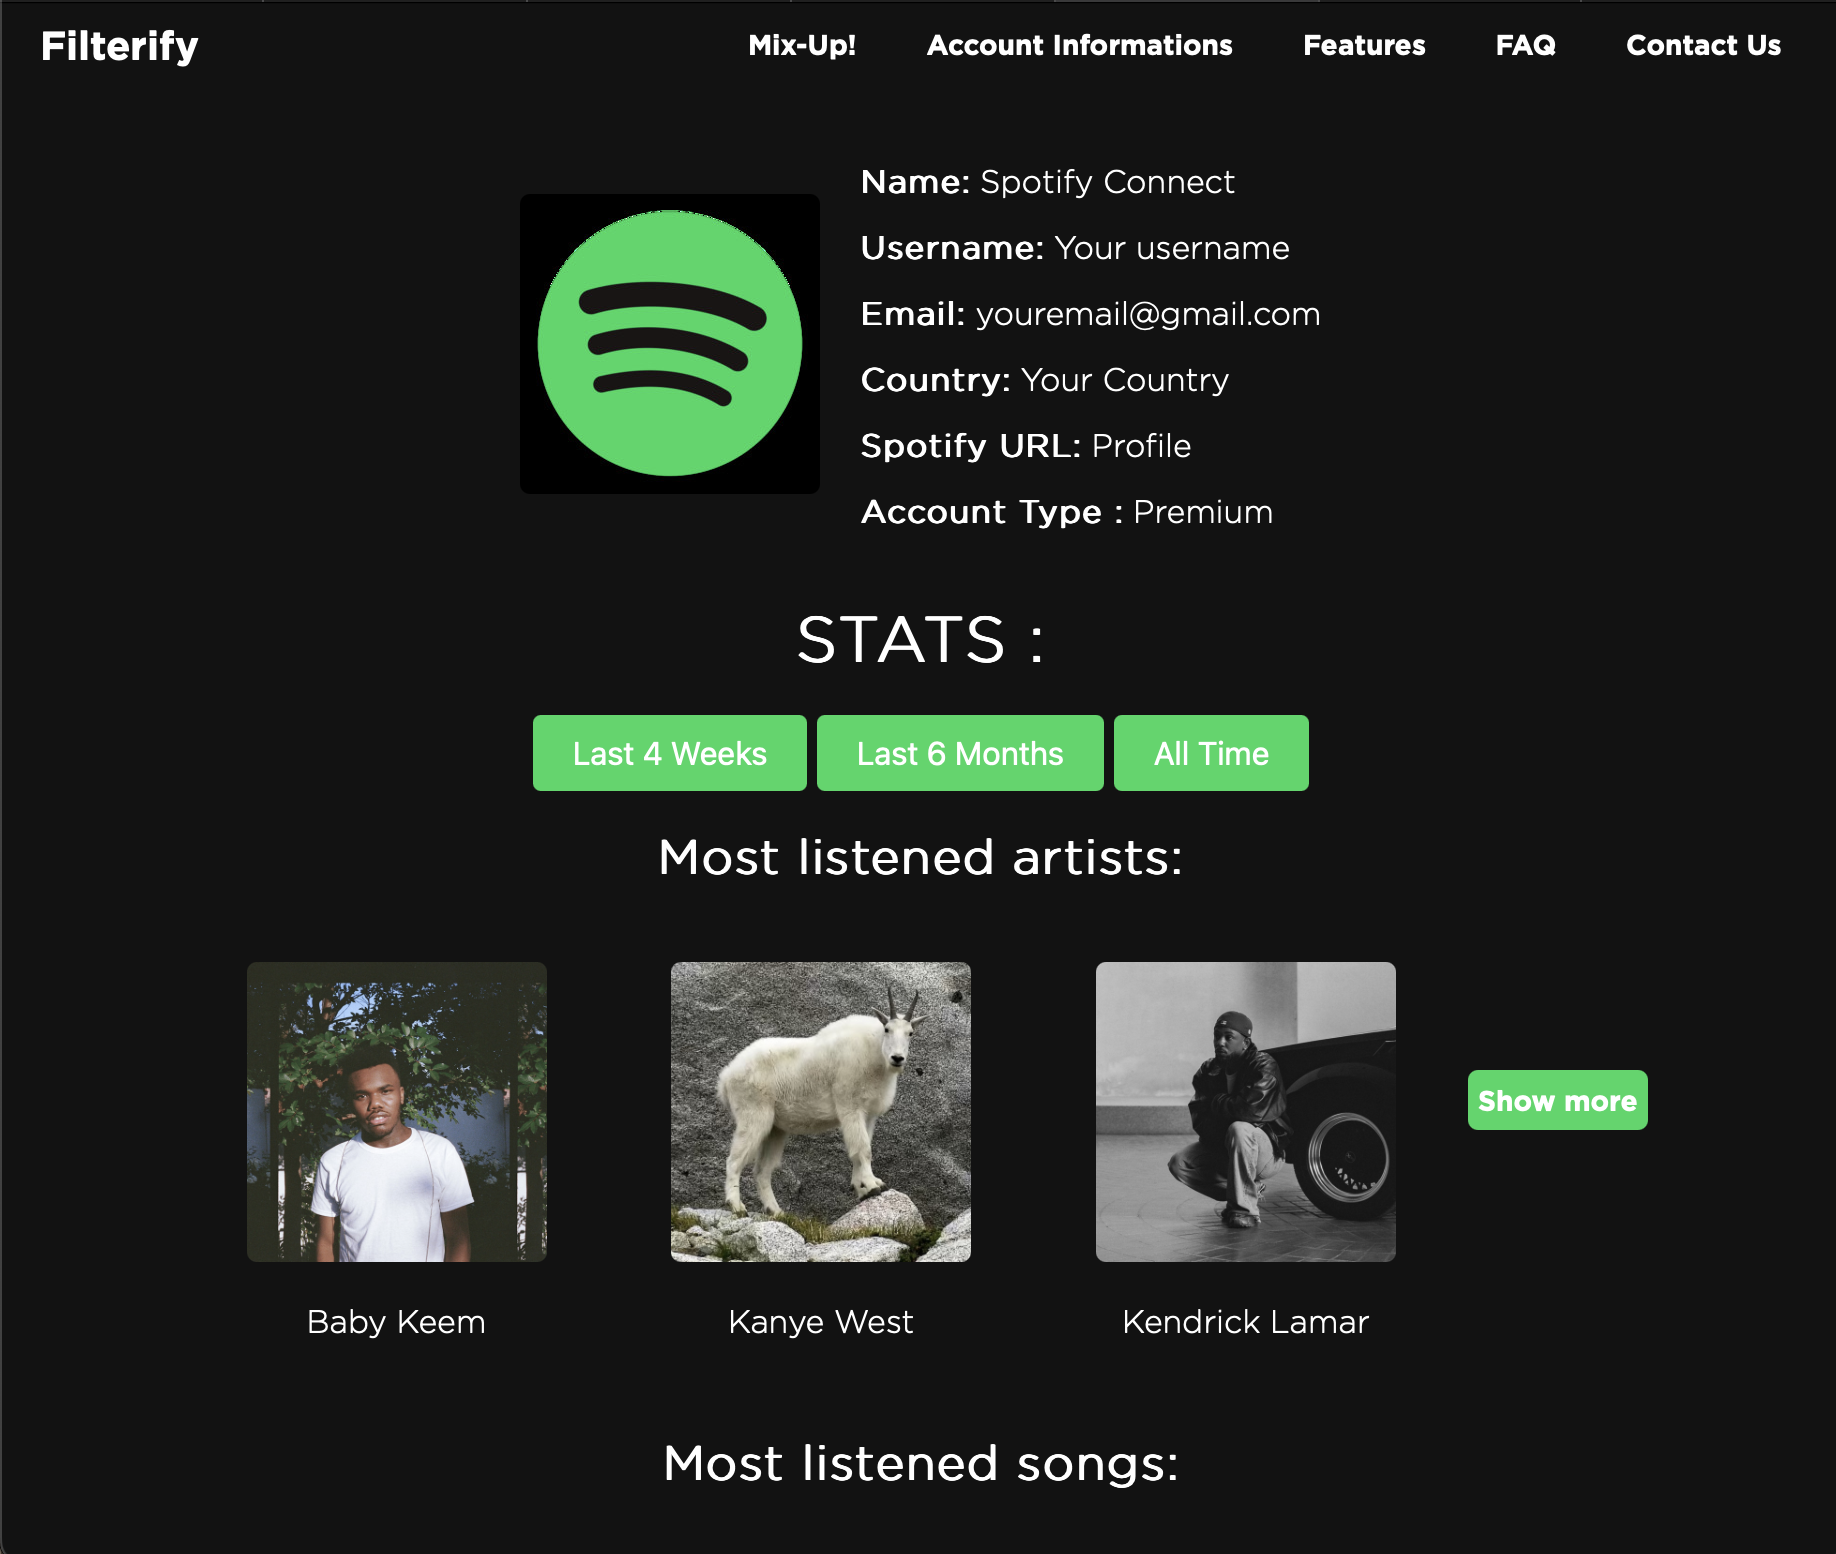 Filterify
Mix-Up!
Account Informations
Features
FAQ
Contact Us
Name: Spotify Connect
Username: Your username
Email: youremail@gmail.com
Country: Your Country
Spotify URL: Profile
Account Type : Premium
STATS :
Last 4 Weeks
Last 6 Months
All Time
Most listened artists:
Show more
Baby Keem
Kanye West
Kendrick Lamar
Most listened songs: